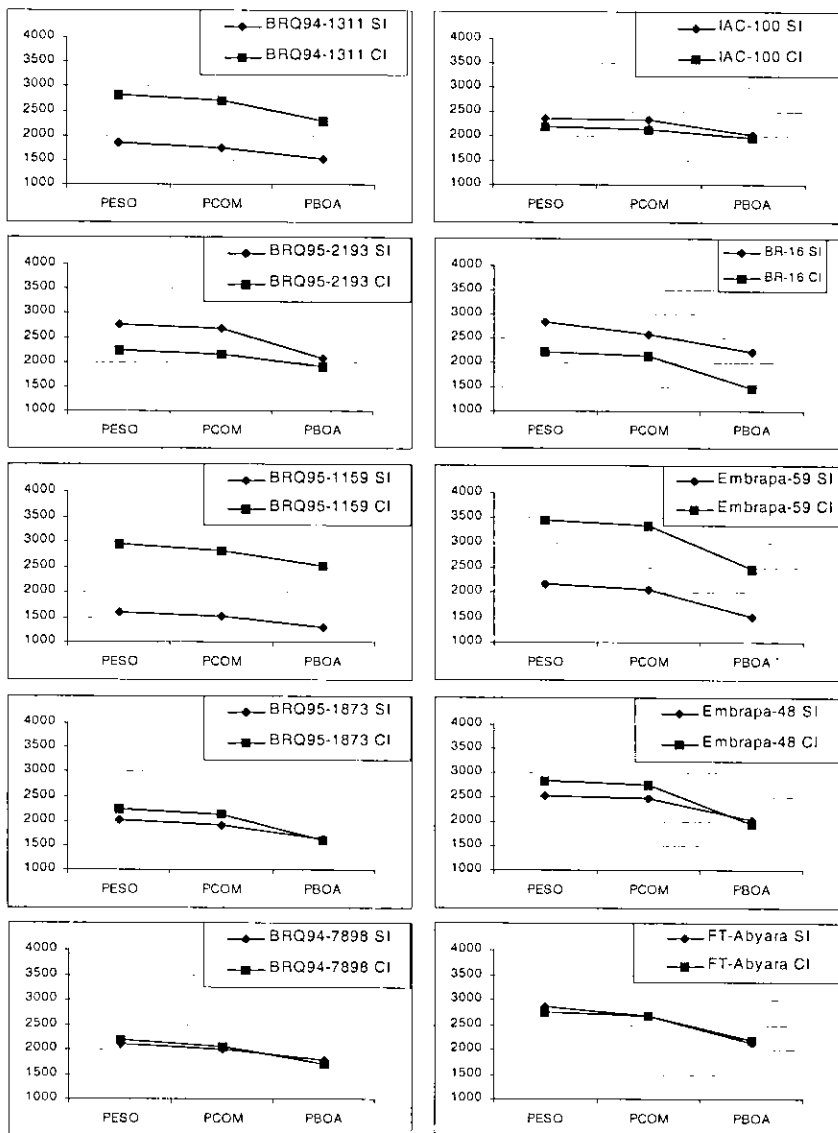 BRQ94-1311 SI
BRQ94-1311 CI
4000
3500
3000
2500
2000
1500
1000
PESO PCOM PBOA
IAC-100 SI
IAC-100 CI
4000
3500
3000
2500
2000
1500
1000
PESO PCOM PBOA
BRQ95-2193 SI
BRQ95-2193 CI
4000
3500
3000
2500
2000
1500
1000
PESO PCOM PBOA
BR-16 SI
BR-16 CI
4000
3500
3000
2500
2000
1500
1000
PESO PCOM PBOA
BRQ95-1159 SI
BRQ95-1159 CI
4000
3500
3000
2500
2000
1500
1000
PESO PCOM PBOA
Embrapa-59 SI
Embrapa-59 CI
4000
3500
3000
2500
2000
1500
1000
PESO PCOM PBOA
BRQ95-1873 SI
BRQ95-1873 CI
4000
3500
3000
2500
2000
1500
1000
PESO PCOM PBOA
Embrapa-48 SI
Embrapa-48 CI
4000
3500
3000
2500
2000
1500
1000
PESO PCOM PBOA
BRQ94-7898 SI
BRQ94-7898 CI
4000
3500
3000
2500
2000
1500
1000
PESO PCOM PBOA
FT-Abyara SI
FT-Abyara CI
4000
3500
3000
2500
2000
1500
1000
PESO PCOM PBOA